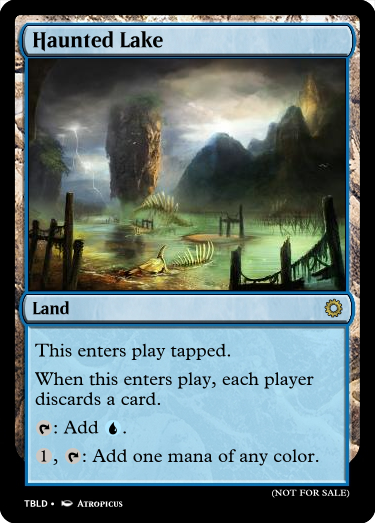 Haunted Lake
Land
This enters play tapped.
When this enters play, each player
discards a card.
: Add .
1, : Add one mana of any color.
(NOT FOR SALE)
TBLD • Atropicus